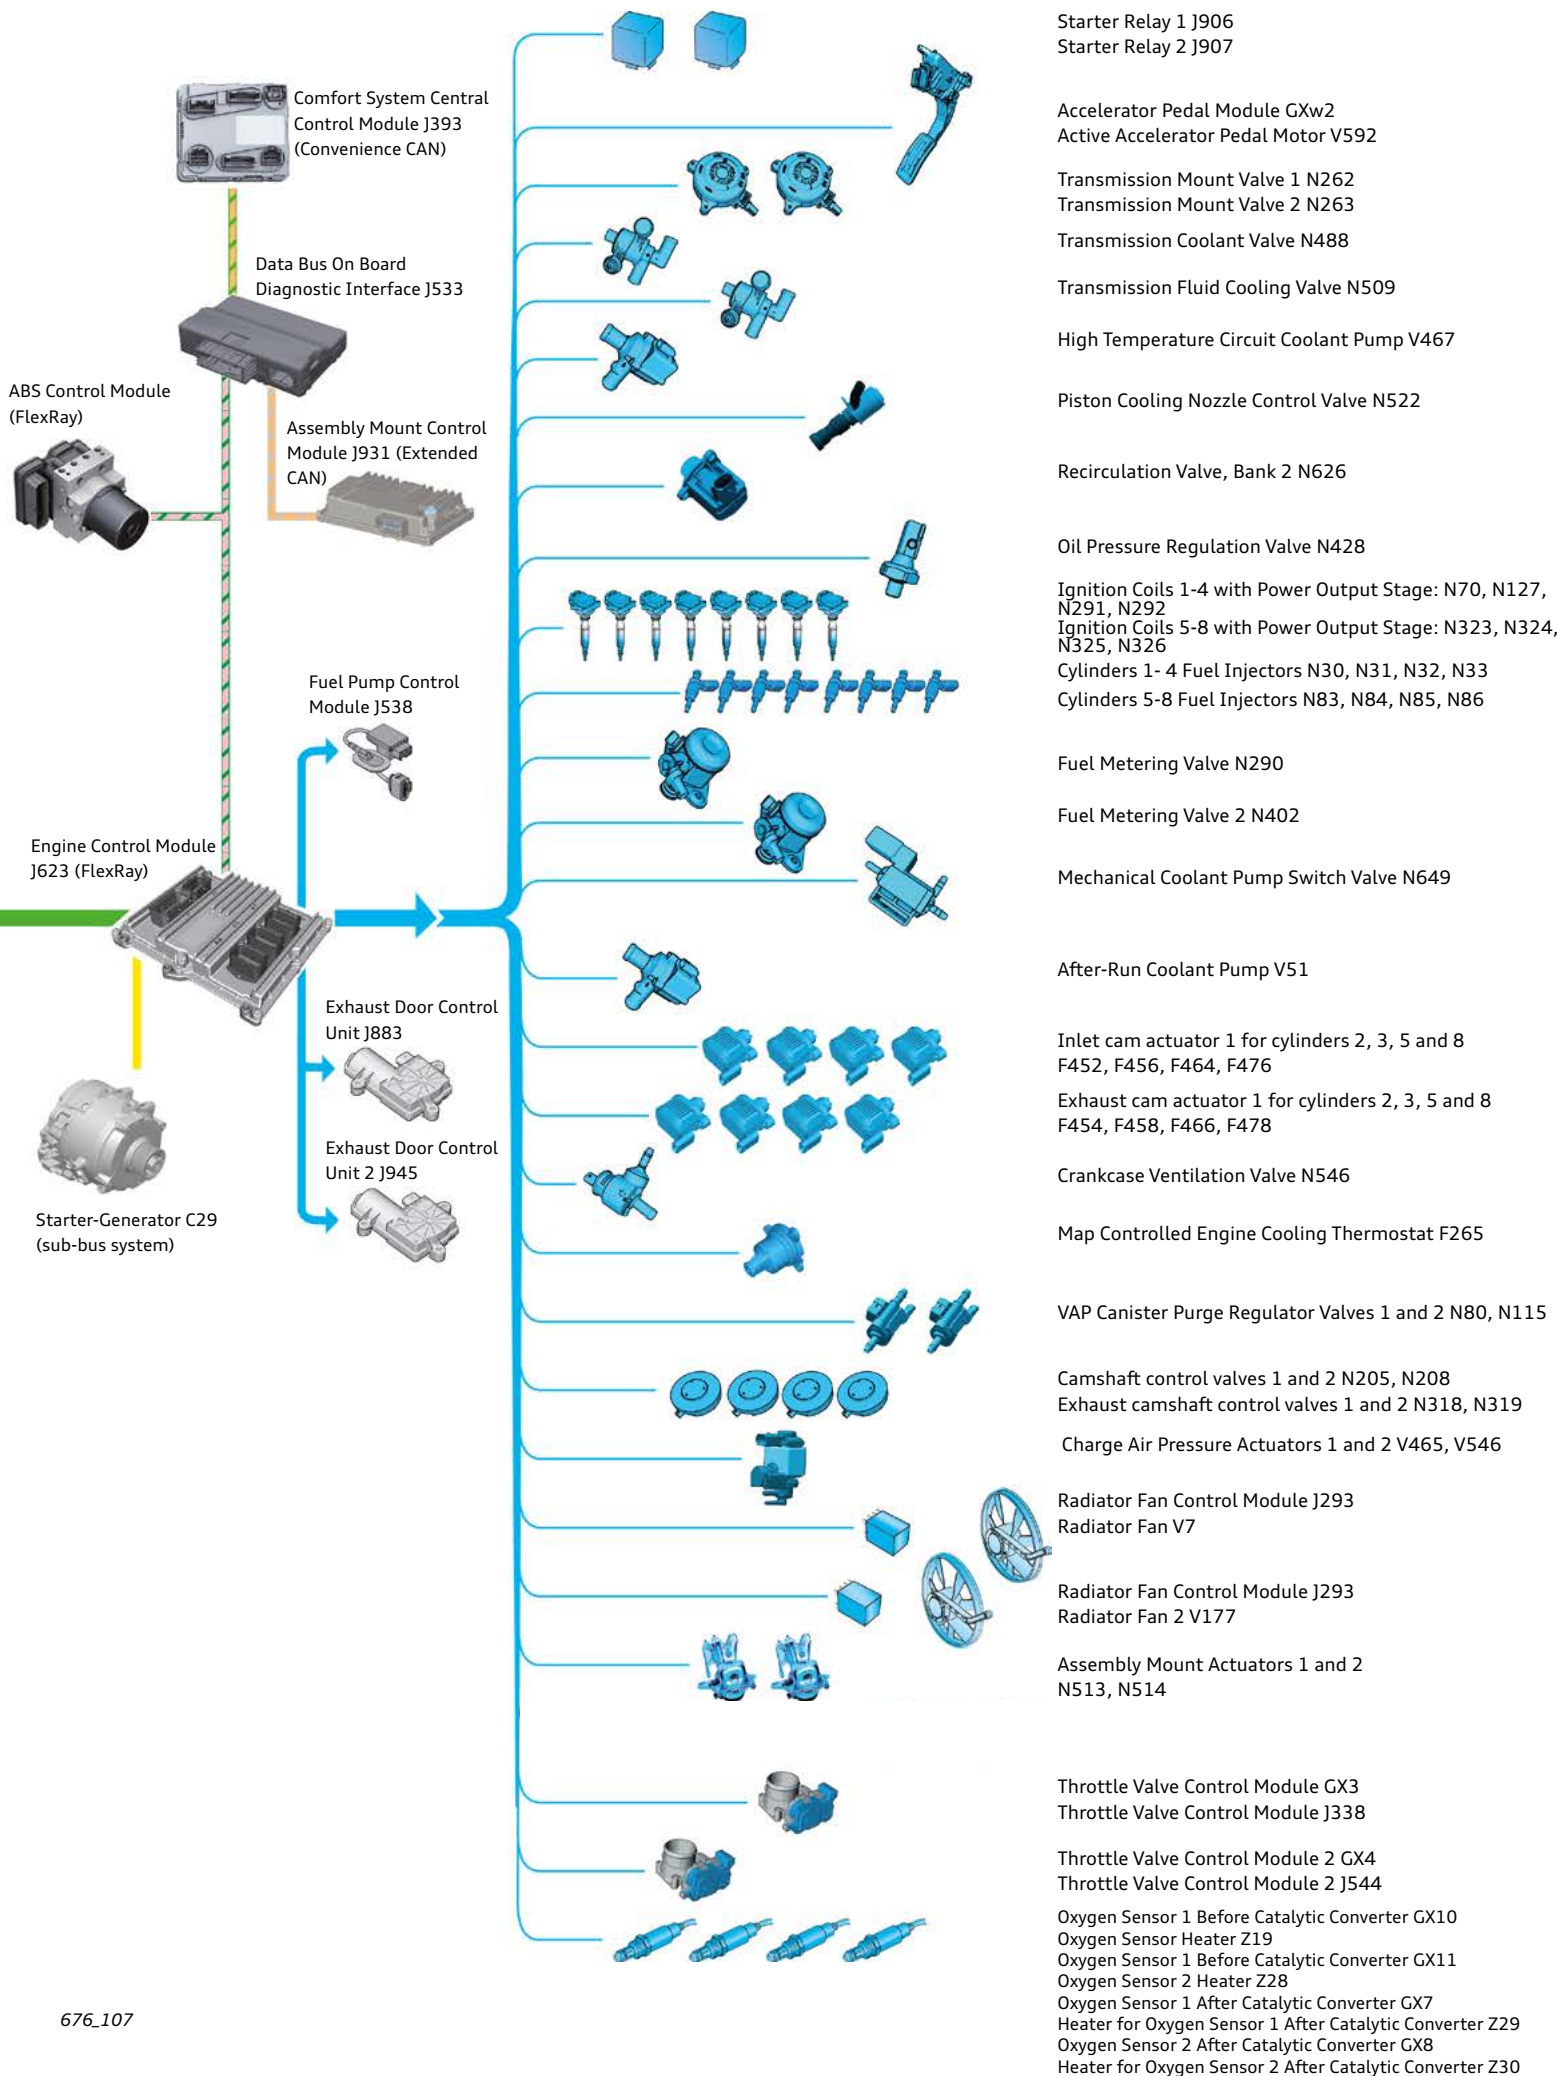 Starter Relay 1 J906
Starter Relay 2 J907
Comfort System Central
Control Module J393
(Convenience CAN)
Accelerator Pedal Module GXw2
Active Accelerator Pedal Motor V592
Transmission Mount Valve 1 N262
Transmission Mount Valve 2 N263
Transmission Coolant Valve N488
Data Bus On Board
Diagnostic Interface J533
Transmission Fluid Cooling Valve N509
High Temperature Circuit Coolant Pump V467
ABS Control Module
(FlexRay)
Piston Cooling Nozzle Control Valve N522
Assembly Mount Control
Module J931 (Extended
CAN)
Recirculation Valve, Bank 2 N626
Oil Pressure Regulation Valve N428
Ignition Coils 1-4 with Power Output Stage: N70, N127,
N291, N292
Ignition Coils 5-8 with Power Output Stage: N323, N324,
N325, N326
Cylinders 1- 4 Fuel Injectors N30, N31, N32, N33
Cylinders 5-8 Fuel Injectors N83, N84, N85, N86
Fuel Pump Control
Module J538
Fuel Metering Valve N290
Fuel Metering Valve 2 N402
Engine Control Module
J623 (FlexRay)
Mechanical Coolant Pump Switch Valve N649
After-Run Coolant Pump V51
Exhaust Door Control
Unit J883
Inlet cam actuator 1 for cylinders 2, 3, 5 and 8
F452, F456, F464, F476
Exhaust cam actuator 1 for cylinders 2, 3, 5 and 8
F454, F458, F466, F478
Exhaust Door Control
Unit 2 J945
Crankcase Ventilation Valve N546
Starter-Generator C29
(sub-bus system)
Map Controlled Engine Cooling Thermostat F265
VAP Canister Purge Regulator Valves 1 and 2 N80, N115
Camshaft control valves 1 and 2 N205, N208
Exhaust camshaft control valves 1 and 2 N318, N319
Charge Air Pressure Actuators 1 and 2 V465, V546
Radiator Fan Control Module J293
Radiator Fan V7
Radiator Fan Control Module J293
Radiator Fan 2 V177
Assembly Mount Actuators 1 and 2
N513, N514
Throttle Valve Control Module GX3
Throttle Valve Control Module J338
Throttle Valve Control Module 2 GX4
Throttle Valve Control Module 2 J544
Oxygen Sensor 1 Before Catalytic Converter GX10
Oxygen Sensor Heater Z19
Oxygen Sensor 1 Before Catalytic Converter GX11
Oxygen Sensor 2 Heater Z28
Oxygen Sensor 1 After Catalytic Converter GX7
Heater for Oxygen Sensor 1 After Catalytic Converter Z29
Oxygen Sensor 2 After Catalytic Converter GX8
Heater for Oxygen Sensor 2 After Catalytic Converter Z30
676_107